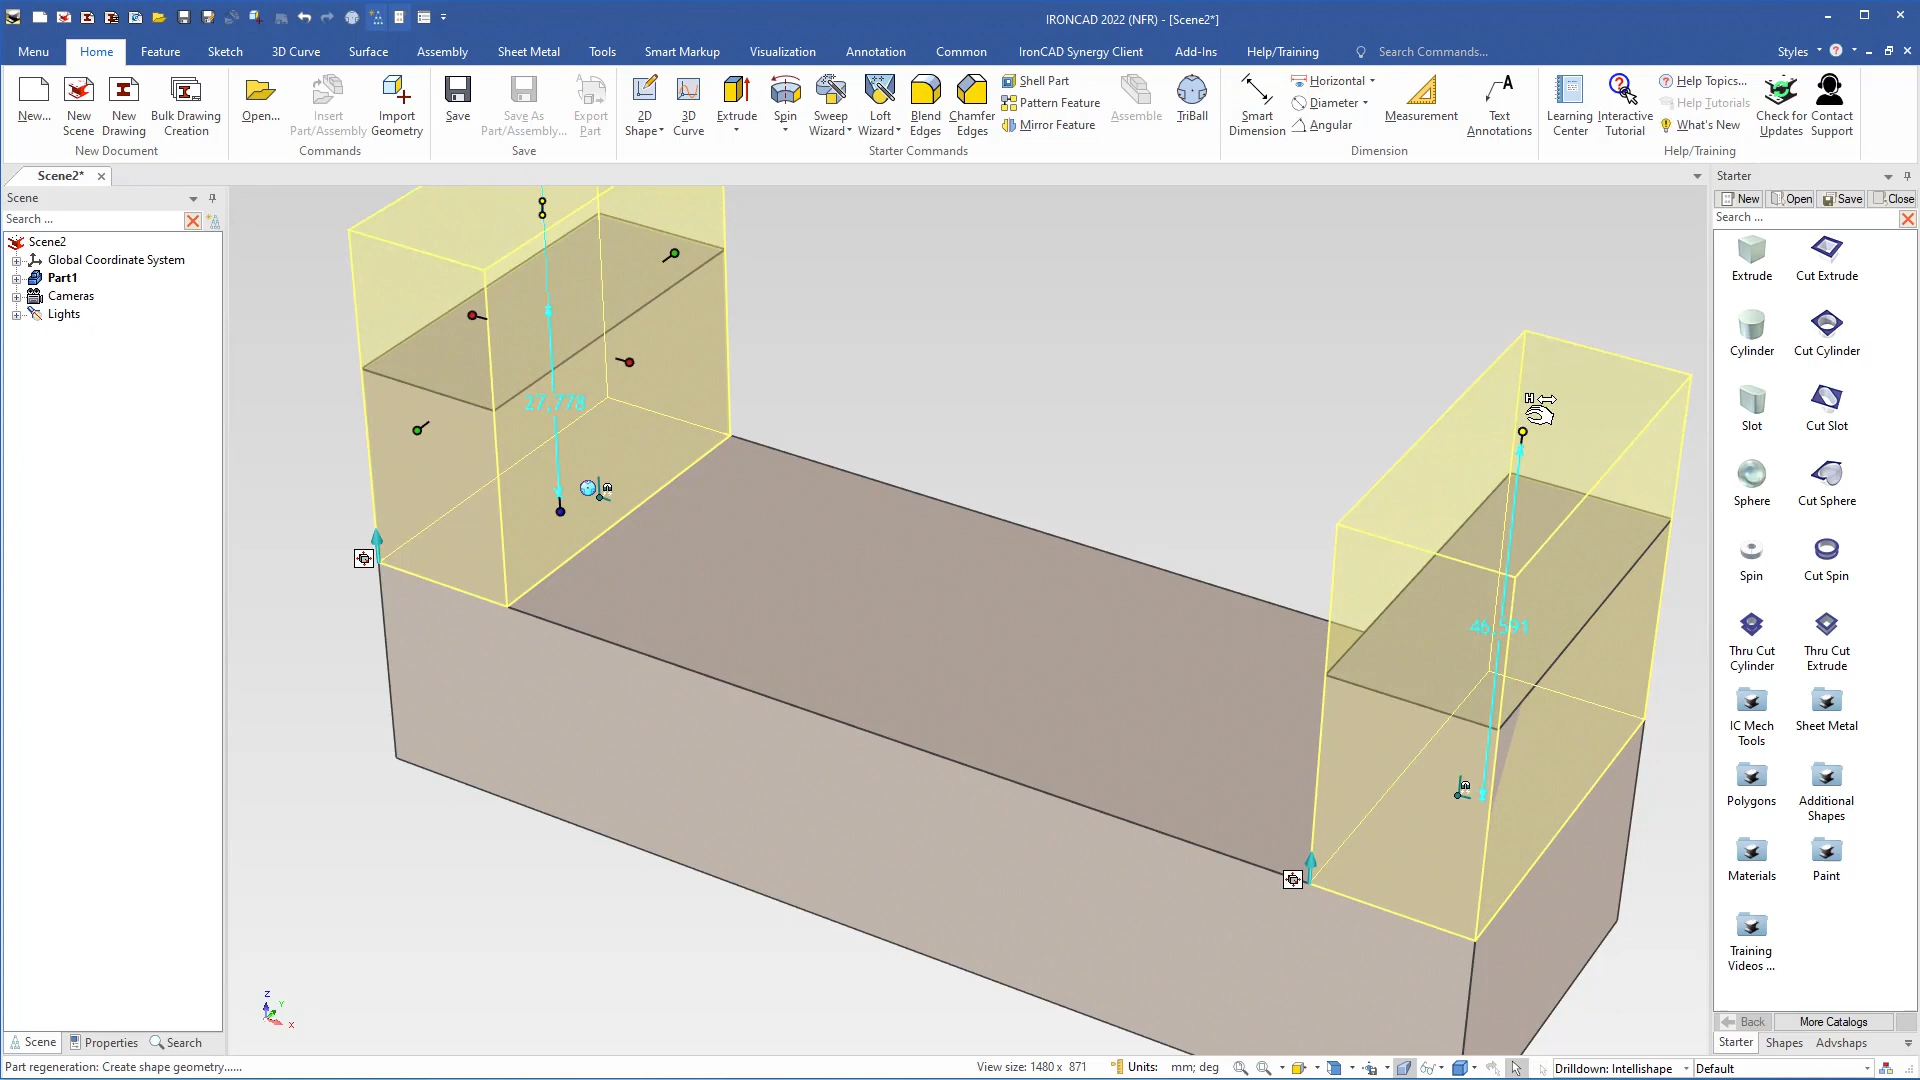 IRONCAD 2022 (NFR) - [Scene2*]
Menu Home Feature Sketch 3D Curve Surface Assembly Sheet Metal Tools Smart Markup Visualization Annotation Common IronCAD Synergy Client Add-Ins Help/Training Search Commands... Styles
New... New Scene New Drawing Bulk Drawing Creation
New Document
Open... Insert Part/Assembly Import Geometry
Commands
Save Save As Part/Assembly... Export Part
Save
2D Shape 3D Curve Extrude Spin Sweep Wizard Loft Wizard Blend Edges Chamfer Edges
Shell Part
Pattern Feature
Mirror Feature
Assemble TriBall
Starter Commands
Smart Dimension
Horizontal
Diameter
Angular
Measurement Text Annotations
Dimension
Learning Center Interactive Tutorial
Help Topics...
Help Tutorials
What's New
Check for Updates Contact Support
Help/Training
Scene2*
Scene
Search ...
Scene2
Global Coordinate System
Part1
Cameras
Lights
Scene Properties Search
27,778
46,591
H
Z
Y
X
Starter
New Open Save Close
Search ...
Extrude Cut Extrude
Cylinder Cut Cylinder
Slot Cut Slot
Sphere Cut Sphere
Spin Cut Spin
Thru Cut Cylinder Thru Cut Extrude
IC Mech Tools Sheet Metal
Polygons Additional Shapes
Materials Paint
Training Videos ...
Back More Catalogs
Starter Shapes Advshaps
Part regeneration: Create shape geometry......
View size: 1480 x 871 Units: mm; deg Drilldown: Intellishape Default